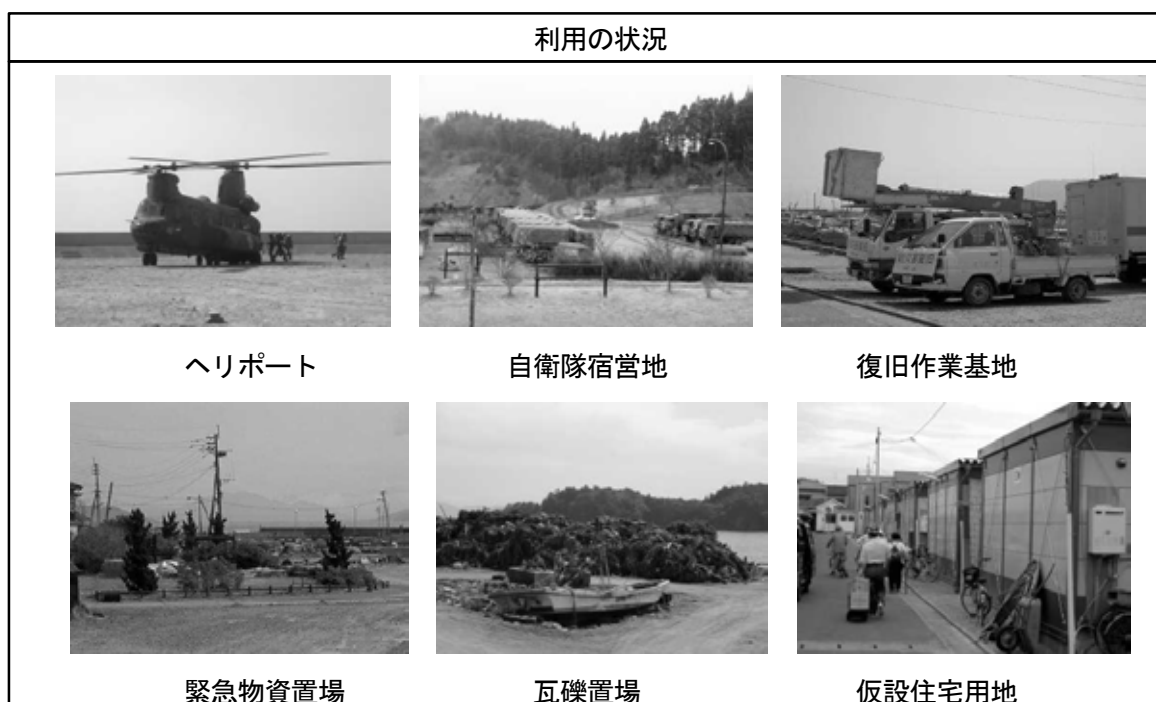 利用の状況
ヘリポート
自衛隊宿営地
復旧作業基地
緊急物資置場
瓦礫置場
仮設住宅用地